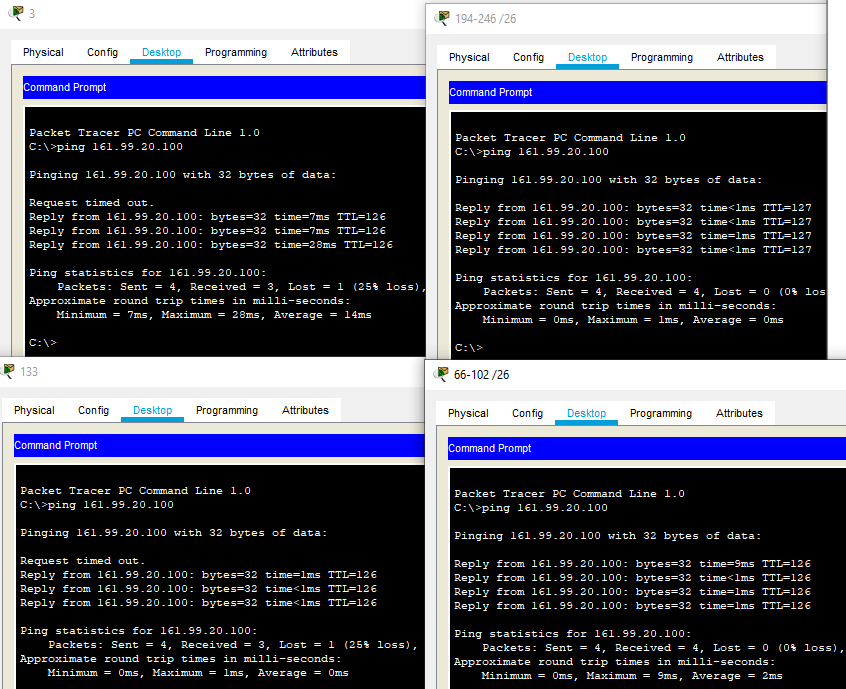 3
Physical Config Desktop Programming Attributes
Command Prompt
Packet Tracer PC Command Line 1.0
C:\>ping 161.99.20.100
Pinging 161.99.20.100 with 32 bytes of data:
Request timed out.
Reply from 161.99.20.100: bytes=32 time=7ms TTL=126
Reply from 161.99.20.100: bytes=32 time=7ms TTL=126
Reply from 161.99.20.100: bytes=32 time=28ms TTL=126
Ping statistics for 161.99.20.100:
Packets: Sent = 4, Received = 3, Lost = 1 (25% loss),
Approximate round trip times in milli-seconds:
Minimum = 7ms, Maximum = 28ms, Average = 14ms
C:\>
194-246 /26
Physical Config Desktop Programming Attributes
Command Prompt
Packet Tracer PC Command Line 1.0
C:\>ping 161.99.20.100
Pinging 161.99.20.100 with 32 bytes of data:
Reply from 161.99.20.100: bytes=32 time<1ms TTL=127
Reply from 161.99.20.100: bytes=32 time<1ms TTL=127
Reply from 161.99.20.100: bytes=32 time=1ms TTL=127
Reply from 161.99.20.100: bytes=32 time<1ms TTL=127
Ping statistics for 161.99.20.100:
Packets: Sent = 4, Received = 4, Lost = 0 (0% los
Approximate round trip times in milli-seconds:
Minimum = 0ms, Maximum = 1ms, Average = 0ms
C:\>
133
Physical Config Desktop Programming Attributes
Command Prompt
Packet Tracer PC Command Line 1.0
C:\>ping 161.99.20.100
Pinging 161.99.20.100 with 32 bytes of data:
Request timed out.
Reply from 161.99.20.100: bytes=32 time=1ms TTL=126
Reply from 161.99.20.100: bytes=32 time<1ms TTL=126
Reply from 161.99.20.100: bytes=32 time<1ms TTL=126
Ping statistics for 161.99.20.100:
Packets: Sent = 4, Received = 3, Lost = 1 (25% loss),
Approximate round trip times in milli-seconds:
Minimum = 0ms, Maximum = 1ms, Average = 0ms
66-102 /26
Physical Config Desktop Programming Attributes
Command Prompt
Packet Tracer PC Command Line 1.0
C:\>ping 161.99.20.100
Pinging 161.99.20.100 with 32 bytes of data:
Reply from 161.99.20.100: bytes=32 time=9ms TTL=126
Reply from 161.99.20.100: bytes=32 time<1ms TTL=126
Reply from 161.99.20.100: bytes=32 time=1ms TTL=126
Reply from 161.99.20.100: bytes=32 time=1ms TTL=126
Ping statistics for 161.99.20.100:
Packets: Sent = 4, Received = 4, Lost = 0 (0% loss),
Approximate round trip times in milli-seconds:
Minimum = 0ms, Maximum = 9ms, Average = 2ms